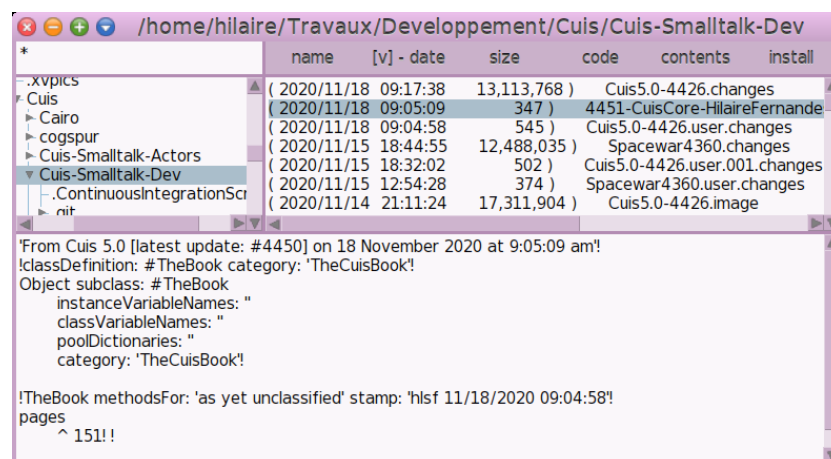 /home/hilaire/Travaux/Developpement/Cuis/Cuis-Smalltalk-Dev
*
name [v] - date size code contents install
.xvpics
Cuis
Cairo
cogspur
Cuis-Smalltalk-Actors
Cuis-Smalltalk-Dev
.ContinuousIntegrationScr
.git
( 2020/11/18 09:17:38 13,113,768 ) Cuis5.0-4426.changes
( 2020/11/18 09:05:09 347 ) 4451-CuisCore-HilaireFernande
( 2020/11/18 09:04:58 545 ) Cuis5.0-4426.user.changes
( 2020/11/15 18:44:55 12,488,035 ) Spacewar4360.changes
( 2020/11/15 18:32:02 502 ) Cuis5.0-4426.user.001.changes
( 2020/11/15 12:54:28 374 ) Spacewar4360.user.changes
( 2020/11/14 21:11:24 17,311,904 ) Cuis5.0-4426.image
'From Cuis 5.0 [latest update: #4450] on 18 November 2020 at 9:05:09 am'!
!classDefinition: #TheBook category: 'TheCuisBook'!
Object subclass: #TheBook
instanceVariableNames: ''
classVariableNames: ''
poolDictionaries: ''
category: 'TheCuisBook'!
!TheBook methodsFor: 'as yet unclassified' stamp: 'hlsf 11/18/2020 09:04:58'!
pages
^ 151! !